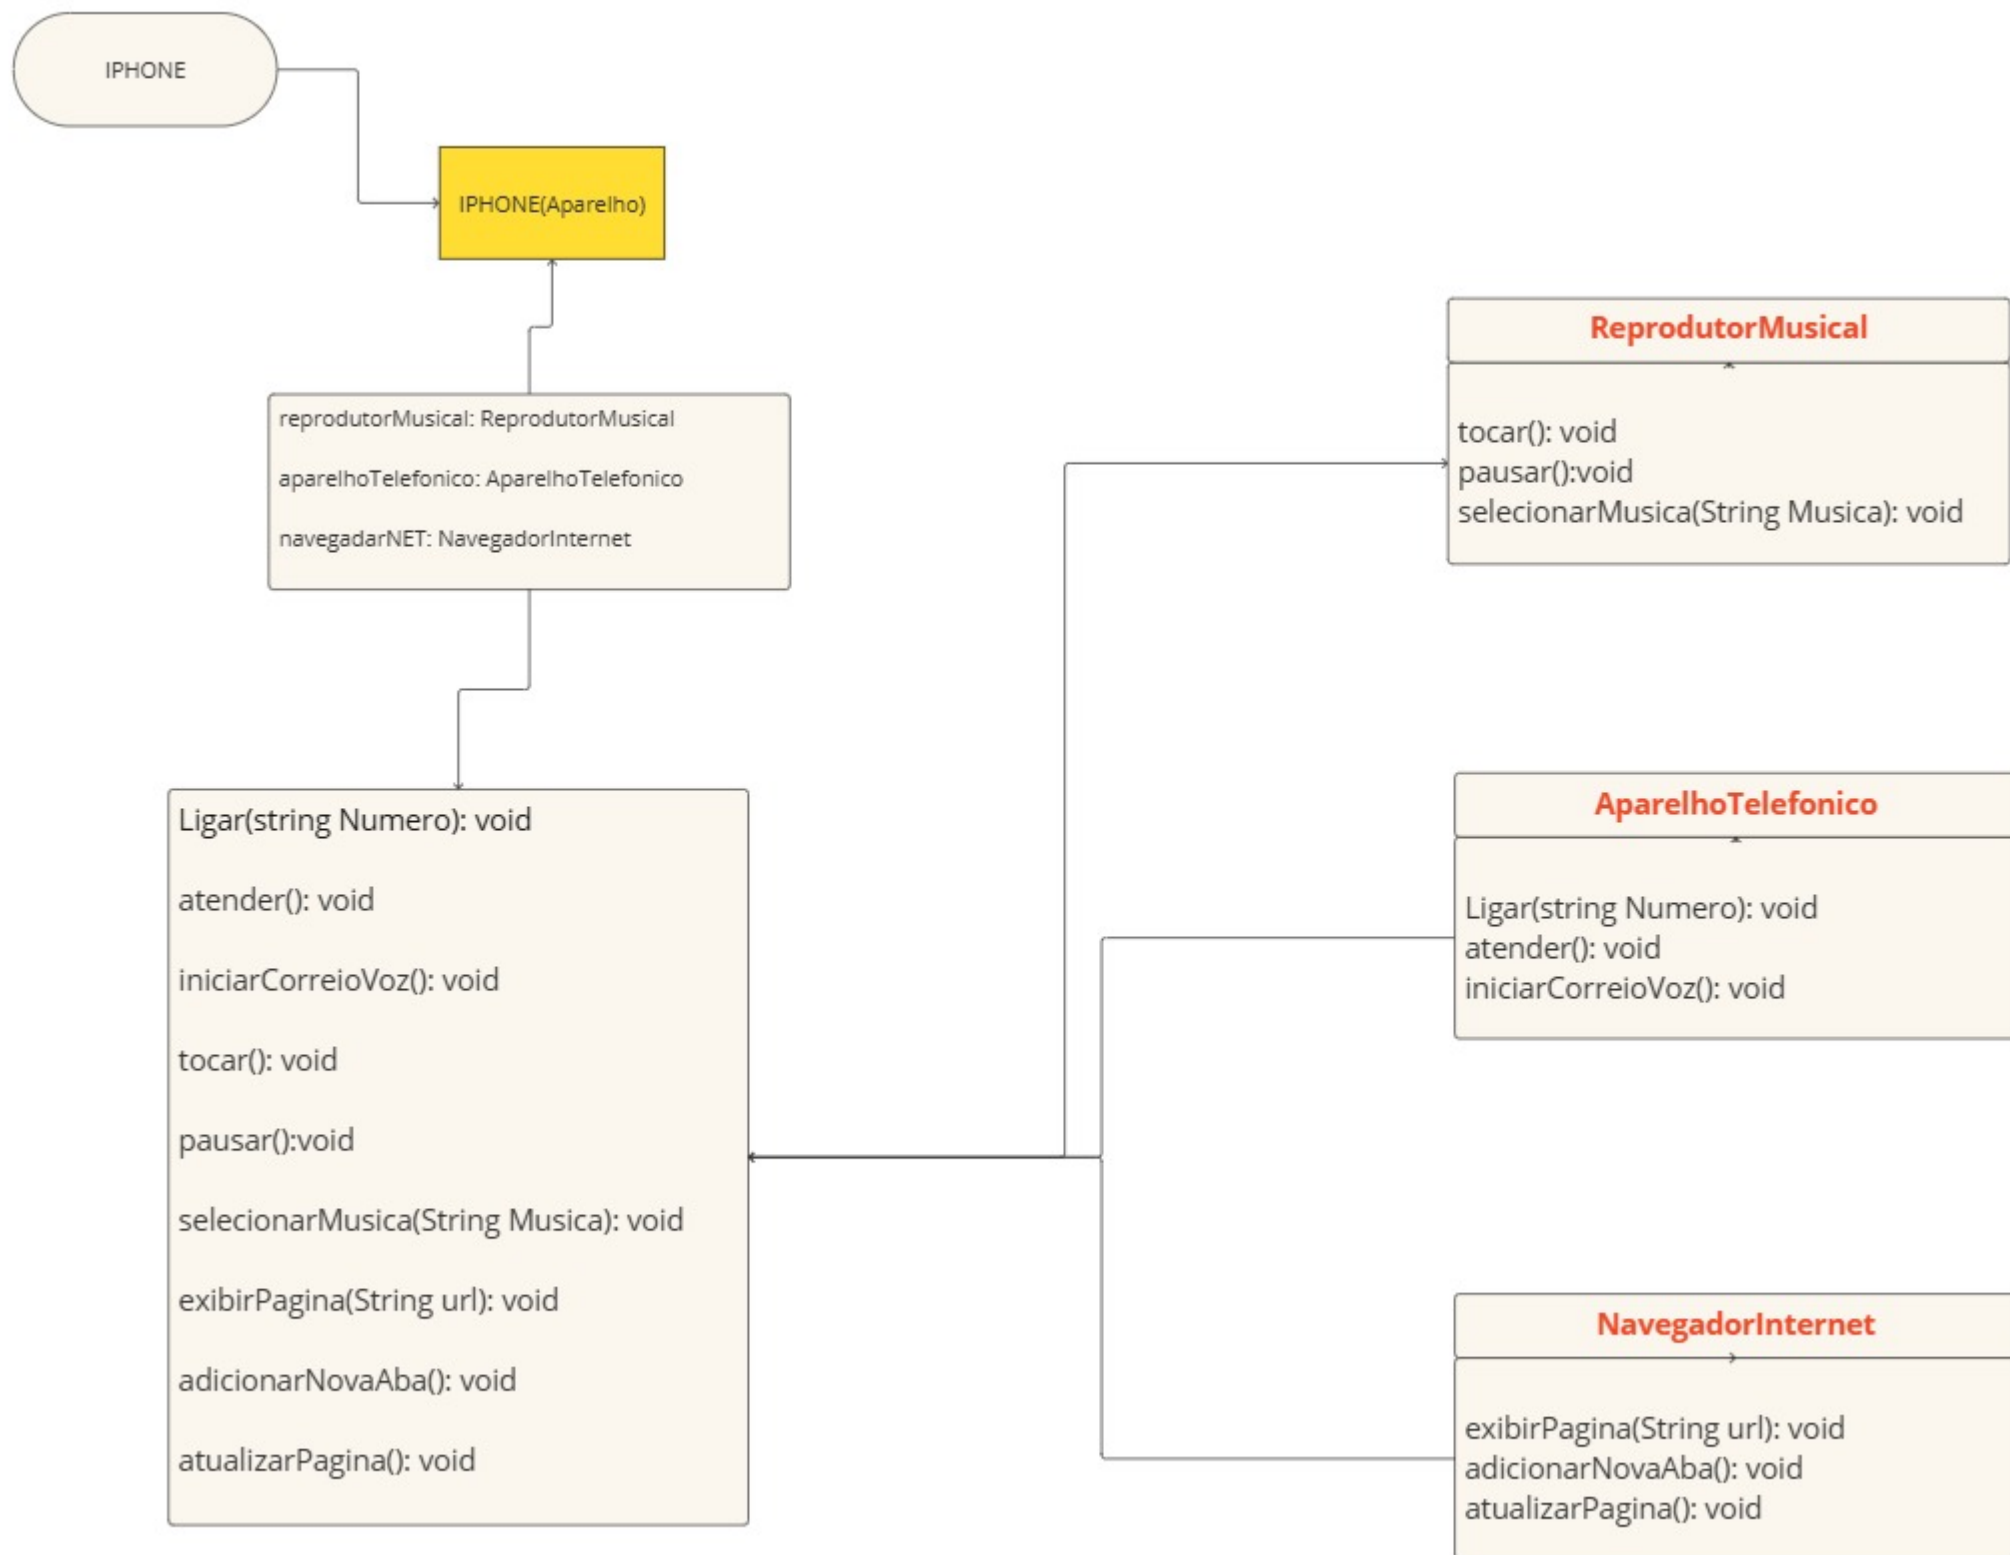 IPHONE
IPHONE(Aparelho)
reprodutorMusical: ReprodutorMusical
aparelhoTelefonico: AparelhoTelefonico
navegadarNET: NavegadorInternet
Ligar(string Numero): void
atender(): void
iniciarCorreioVoz(): void
tocar(): void
pausar():void
selecionarMusica(String Musica): void
exibirPagina(String url): void
adicionarNovaAba(): void
atualizarPagina(): void
ReprodutorMusical
tocar(): void
pausar():void
selecionarMusica(String Musica): void
AparelhoTelefonico
Ligar(string Numero): void
atender(): void
iniciarCorreioVoz(): void
NavegadorInternet
exibirPagina(String url): void
adicionarNovaAba(): void
atualizarPagina(): void